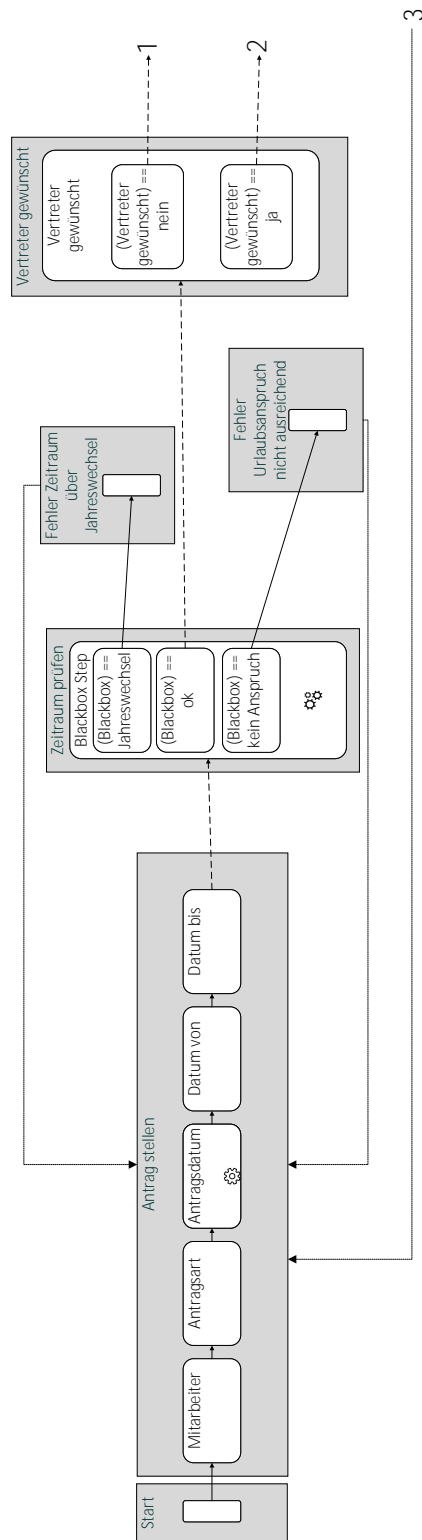 Start
Antrag stellen
Mitarbeiter
Antragsart
Antragsdatum
Datum von
Datum bis
Zeitraum prüfen
Blackbox Step
(Blackbox) ==
Jahreswechsel
(Blackbox) ==
ok
(Blackbox) ==
kein Anspruch
Fehler Zeitraum
über
Jahreswechsel
Fehler
Urlaubsanspruch
nicht ausreichend
Vertreter gewünscht
Vertreter
gewünscht
(Vertreter
gewünscht) ==
nein
(Vertreter
gewünscht) ==
ja
1
2
3